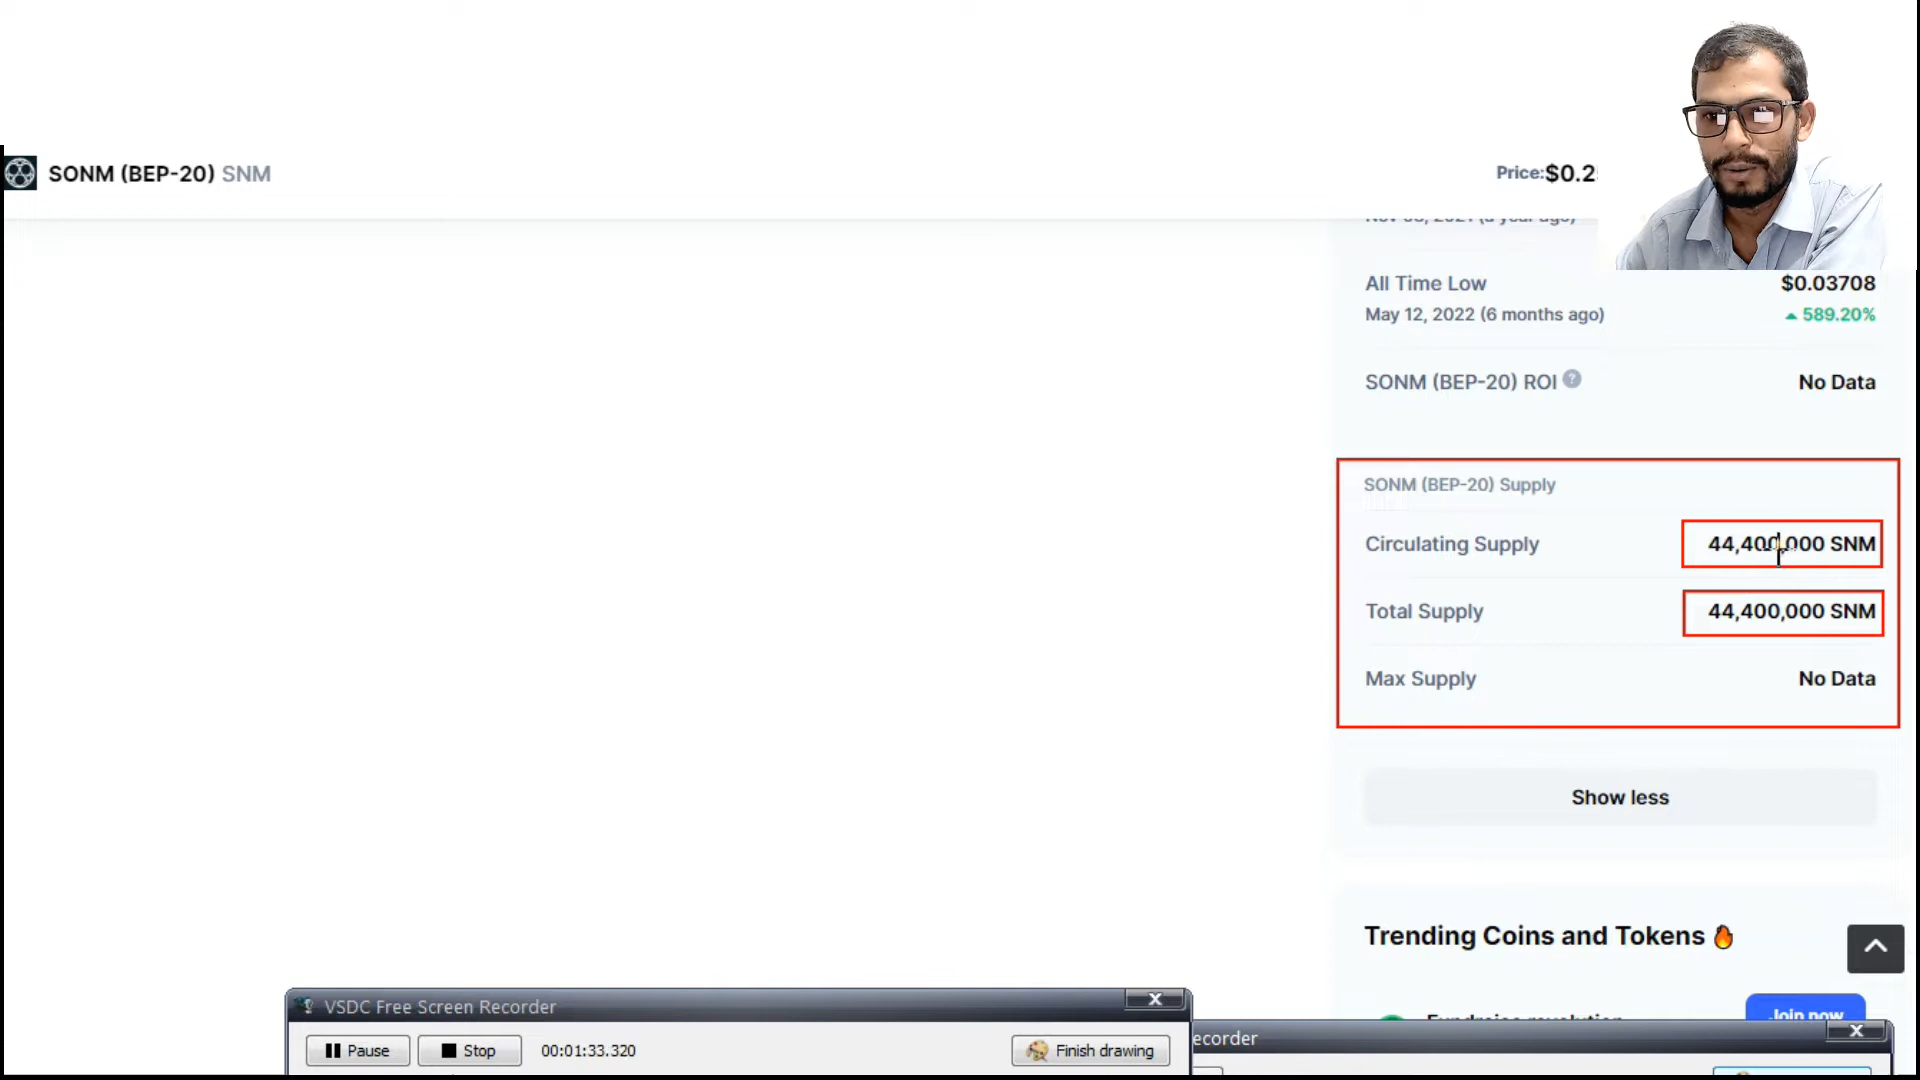 SONM (BEP-20) SNM
Price:$0.2
All Time Low
$0.03708
May 12, 2022 (6 months ago)
589.20%
SONM (BEP-20) ROI
No Data
SONM (BEP-20) Supply
Circulating Supply
44,400,000 SNM
Total Supply
44,400,000 SNM
Max Supply
No Data
Show less
Trending Coins and Tokens
Join now
VSDC Free Screen Recorder
ecorder
Pause
Stop
00:01:33.320
Finish drawing